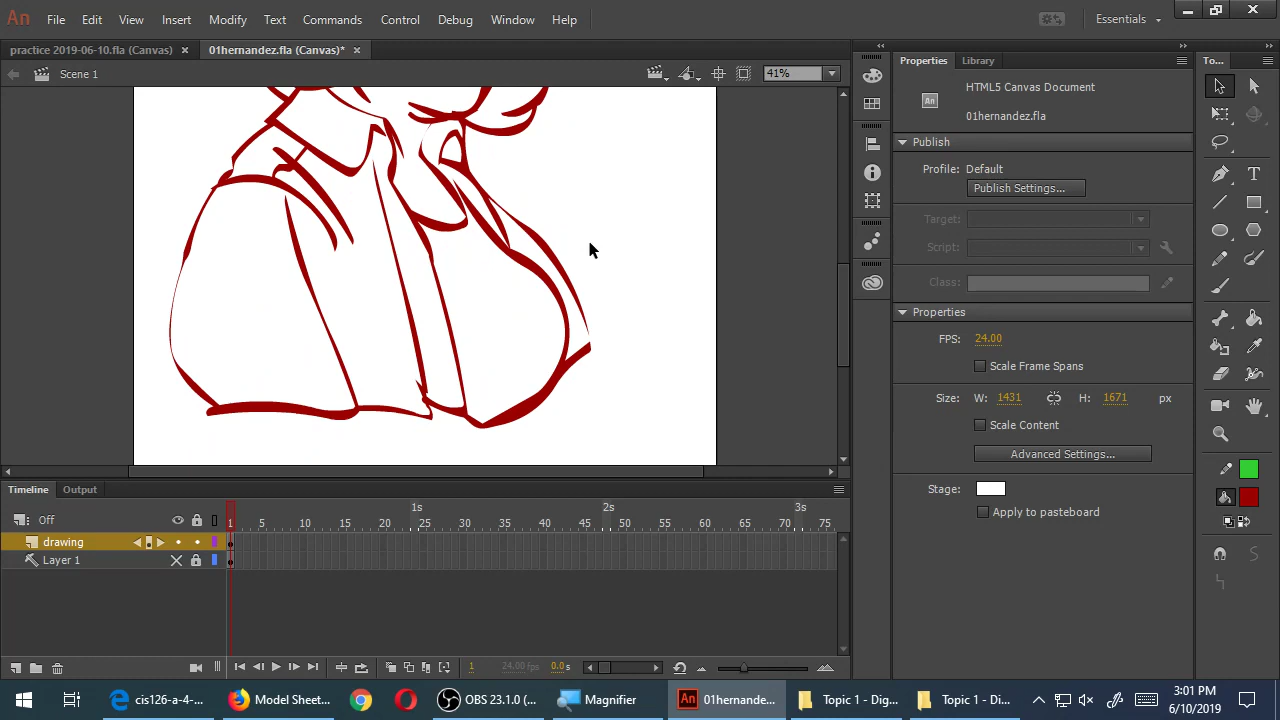 An File Edit View Insert Modify Text Commands Control Debug Window Help Essentials
practice 2019-06-10.fla (Canvas) × 01hernandez.fla (Canvas)* × Properties Library To...
Scene 1 41%
HTML5 Canvas Document
An 01hernandez.fla
Publish
Profile: Default
Publish Settings...
Target:
Script:
Class:
Properties
FPS: 24.00
Scale Frame Spans
Size: W: 1431 H: 1671 px
Scale Content
Advanced Settings...
Stage:
Apply to pasteboard
Timeline Output
1s 2s 3s
Off 1 5 10 15 20 25 30 35 40 45 50 55 60 65 70 75
drawing
Layer 1
1 24.00 fps 0.0 s
cis126-a-4-... Model Sheet... OBS 23.1.0 (... Magnifier An 01hernande... Topic 1 - Dig... Topic 1 - Di...
3:01 PM
6/10/2019